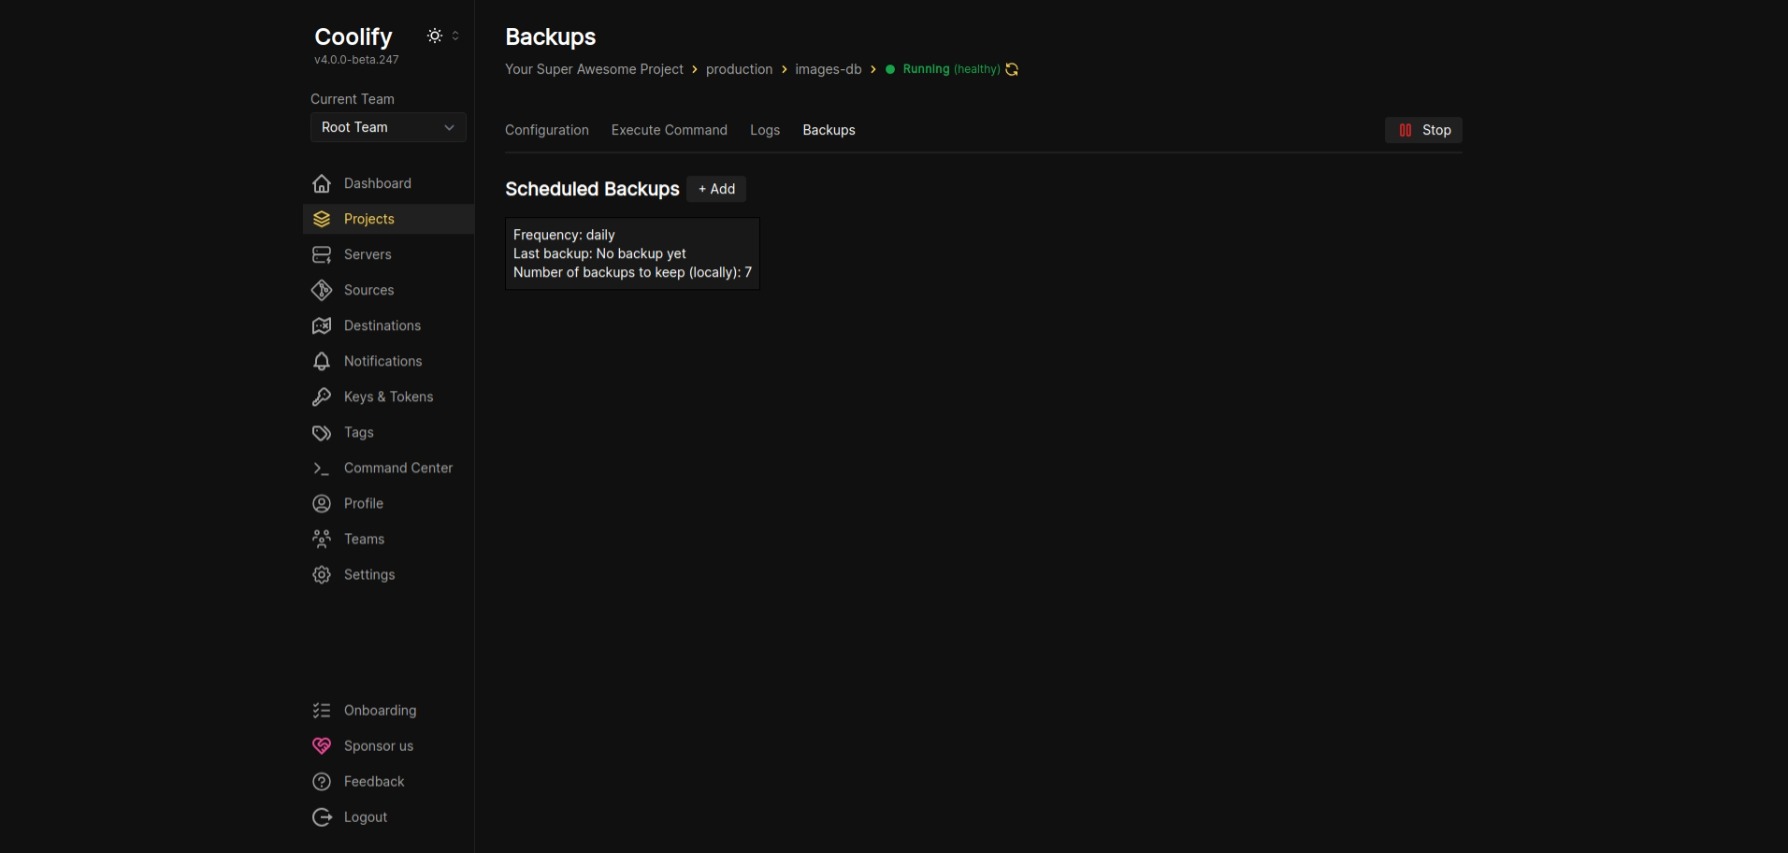 Coolify
v4.0.0-beta.247
Current Team
Root Team
Dashboard
Projects
Servers
Sources
Destinations
Notifications
Keys & Tokens
Tags
Command Center
Profile
Teams
Settings
Onboarding
Sponsor us
Feedback
Logout
Backups
Your Super Awesome Project > production > images-db > Running (healthy)
Configuration Execute Command Logs Backups Stop
Scheduled Backups + Add
Frequency: daily
Last backup: No backup yet
Number of backups to keep (locally): 7